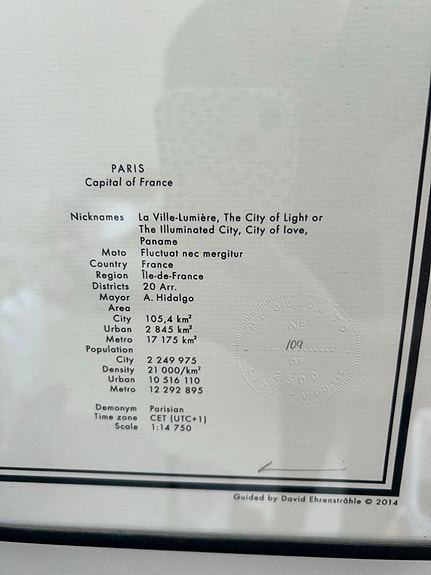 PARIS
Capital of France
Nicknames La Ville-Lumière, The City of Light or
The Illuminated City, City of love,
Paname
Moto Fluctuat nec mergitur
Country France
Region Île-de-France
Districts 20 Arr.
Mayor A. Hidalgo
Area
City 105,4 km²
Urban 2 845 km²
Metro 17 175 km²
Population
City 2 249 975
Density 21 000/km²
Urban 10 516 110
Metro 12 292 895
Demonym Parisian
Time zone CET (UTC+1)
Scale 1:14 750
Nº
109
2000
Guided by David Ehrenstråhle © 2014